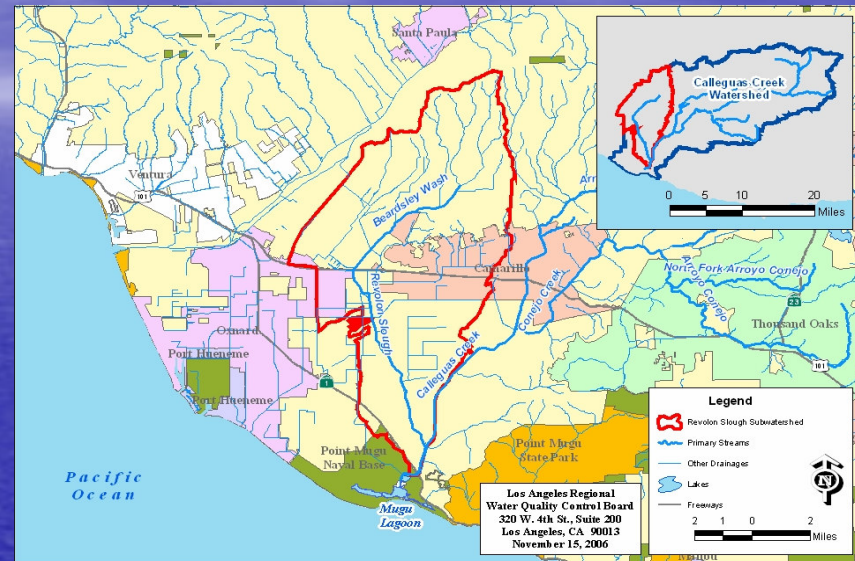 Santa Paula
Ventura
101
Beardsley Wash
Revolon Slough
Camarillo
Conejo Creek
Calleguas Creek
North Fork Arroyo Conejo
Arroyo Conejo
23
Thousand Oaks
101
Oxnard
Port Hueneme
Port Hueneme
1
Point Mugu
Naval Base
Point Mugu
State Park
Mugu
Lagoon
Pacific
Ocean
Calleguas Creek
Watershed
0 5 10 20
Miles
Los Angeles Regional
Water Quality Control Board
320 W. 4th St., Suite 200
Los Angeles, CA 90013
November 15, 2006
Legend
Revolon Slough Subwatershed
Primary Streams
Other Drainages
Lakes
Freeways
N
2 1 0 2
Miles